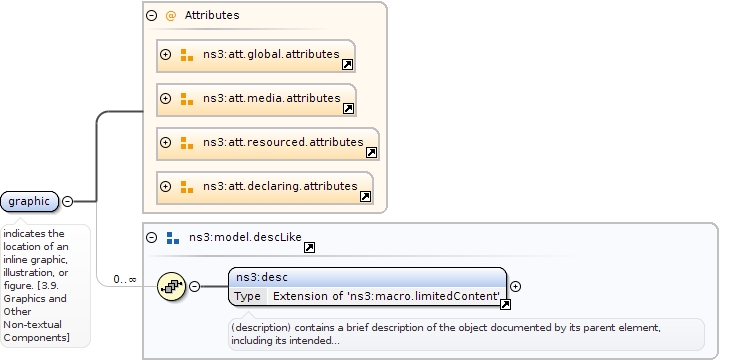 Attributes
ns3:att.global.attributes
ns3:att.media.attributes
ns3:att.resourced.attributes
ns3:att.declaring.attributes
graphic
indicates the
location of an
inline graphic,
illustration, or
figure. [3.9.
Graphics and
Other
Non-textual
Components]
ns3:model.descLike
0..∞
ns3:desc
Type Extension of 'ns3:macro.limitedContent'
(description) contains a brief description of the object documented by its parent element,
including its intended...